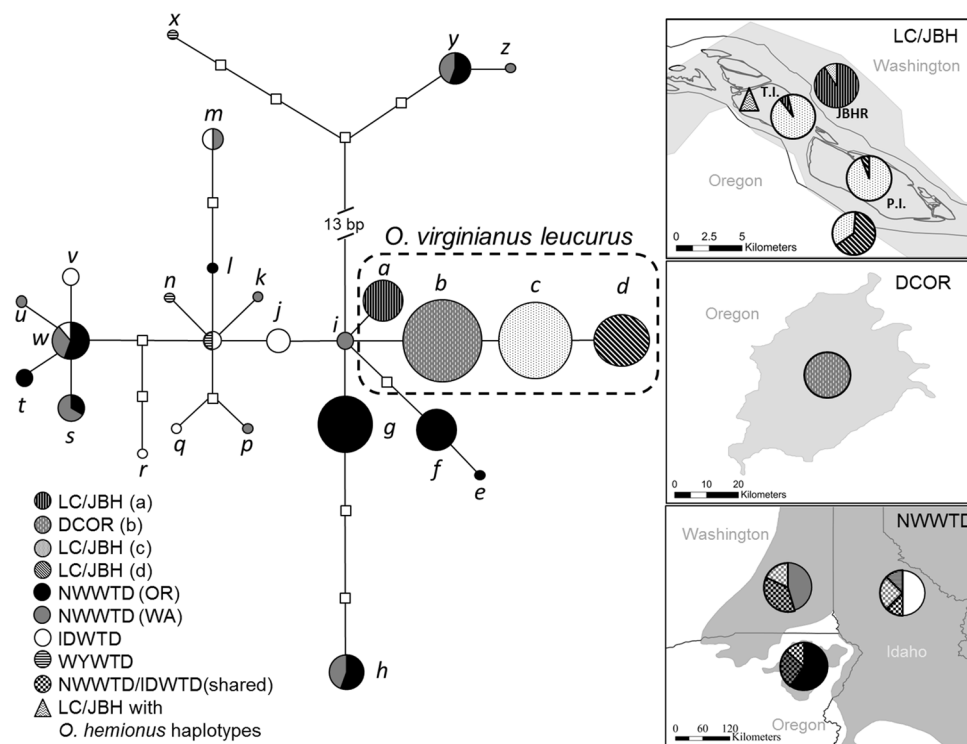 x
y
z
m
13 bp
O. virginianus leucurus
a
b
c
d
v
u
w
t
s
n
l
k
j
i
r
q
p
g
f
e
h
LC/JBH (a)
DCOR (b)
LC/JBH (c)
LC/JBH (d)
NWWTD (OR)
NWWTD (WA)
IDWTD
WYWTD
NWWTD/IDWTD(shared)
LC/JBH with
O. hemionus haplotypes
LC/JBH
Washington
T.I.
JBHR
Oregon
P.I.
0 2.5 5
Kilometers
DCOR
Oregon
0 10 20
Kilometers
NWWTD
Washington
Idaho
Oregon
0 60 120
Kilometers